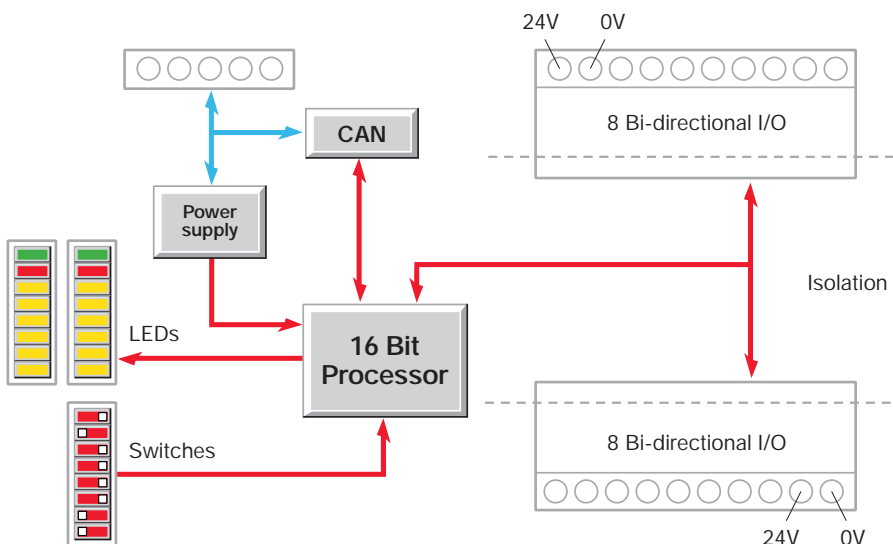 24V 0V
8 Bi-directional I/O
CAN
Power
supply
Isolation
LEDs
16 Bit
Processor
Switches
8 Bi-directional I/O
24V 0V